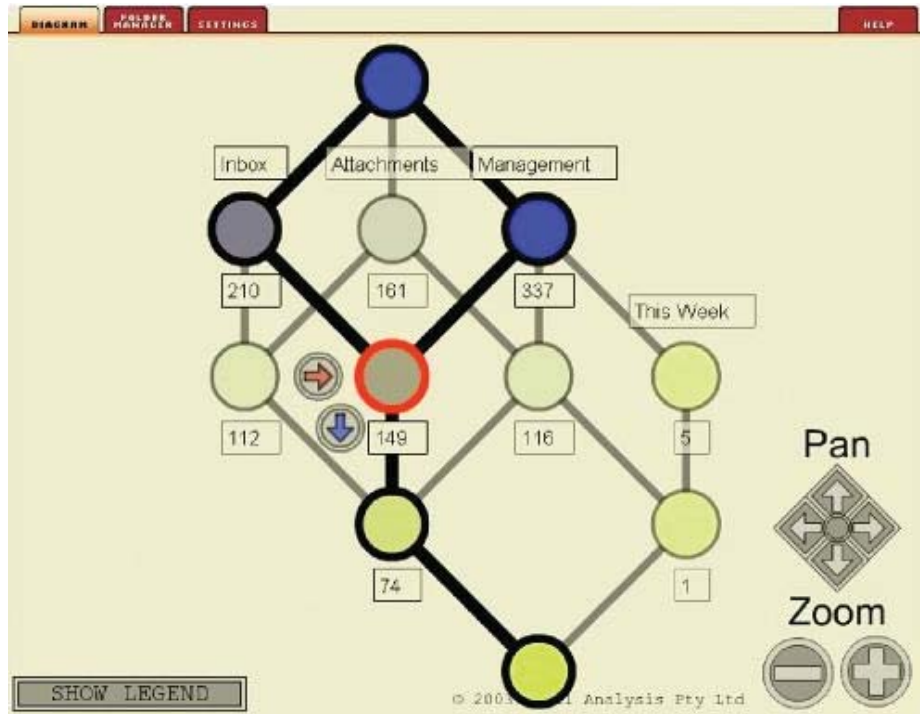 DIAGRAM
FOLDER MANAGER
SETTINGS
HELP
Inbox
Attachments
Management
210
161
337
This Week
112
149
116
5
Pan
74
1
Zoom
SHOW LEGEND
© 2003 Analysis Pty Ltd